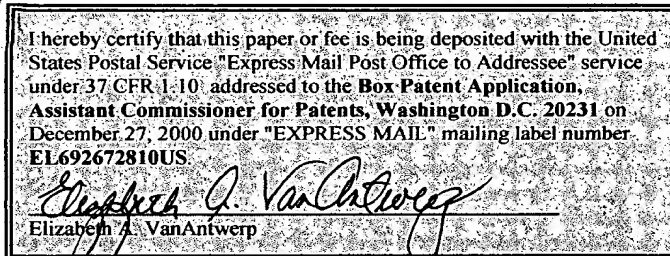 I hereby certify that this paper or fee is being deposited with the United
States Postal Service "Express Mail Post Office to Addressee" service
under 37 CFR 1.10 addressed to the Box Patent Application,
Assistant Commissioner for Patents, Washington D.C. 20231 on
December 27, 2000 under "EXPRESS MAIL" mailing label number
EL692672810US.
Elizabeth A. VanAntwerp
Elizabeth A. VanAntwerp